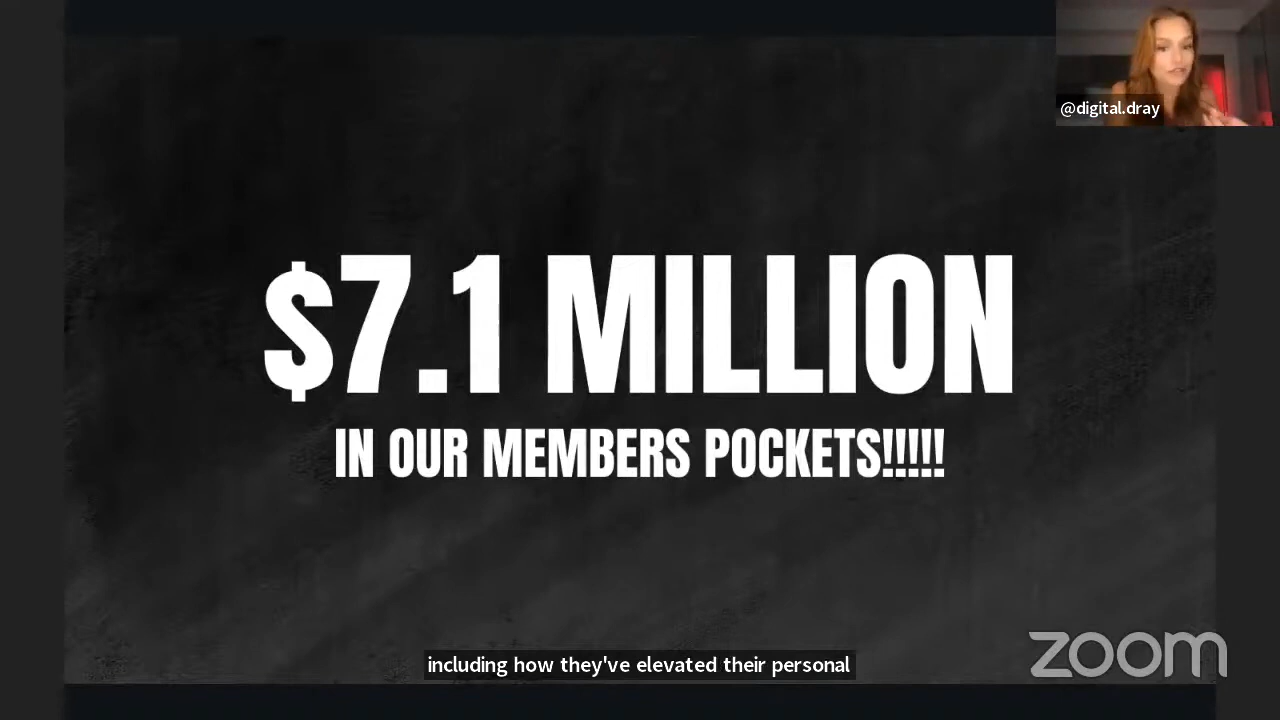 @digital.dray
$7.1 MILLION
IN OUR MEMBERS POCKETS!!!!!
including how they've elevated their personal
zoom